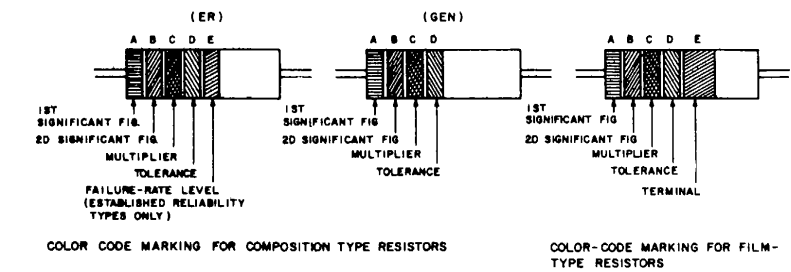 (ER)
A B C D E
1ST
SIGNIFICANT FIG.
2D SIGNIFICANT FIG.
MULTIPLIER
TOLERANCE
FAILURE-RATE LEVEL
(ESTABLISHED RELIABILITY
TYPES ONLY)
(GEN)
A B C D
1ST
SIGNIFICANT FIG
2D SIGNIFICANT FIG
MULTIPLIER
TOLERANCE
COLOR CODE MARKING FOR COMPOSITION TYPE RESISTORS
A B C D E
1ST
SIGNIFICANT FIG
2D SIGNIFICANT FIG
MULTIPLIER
TOLERANCE
TERMINAL
COLOR-CODE MARKING FOR FILM-
TYPE RESISTORS